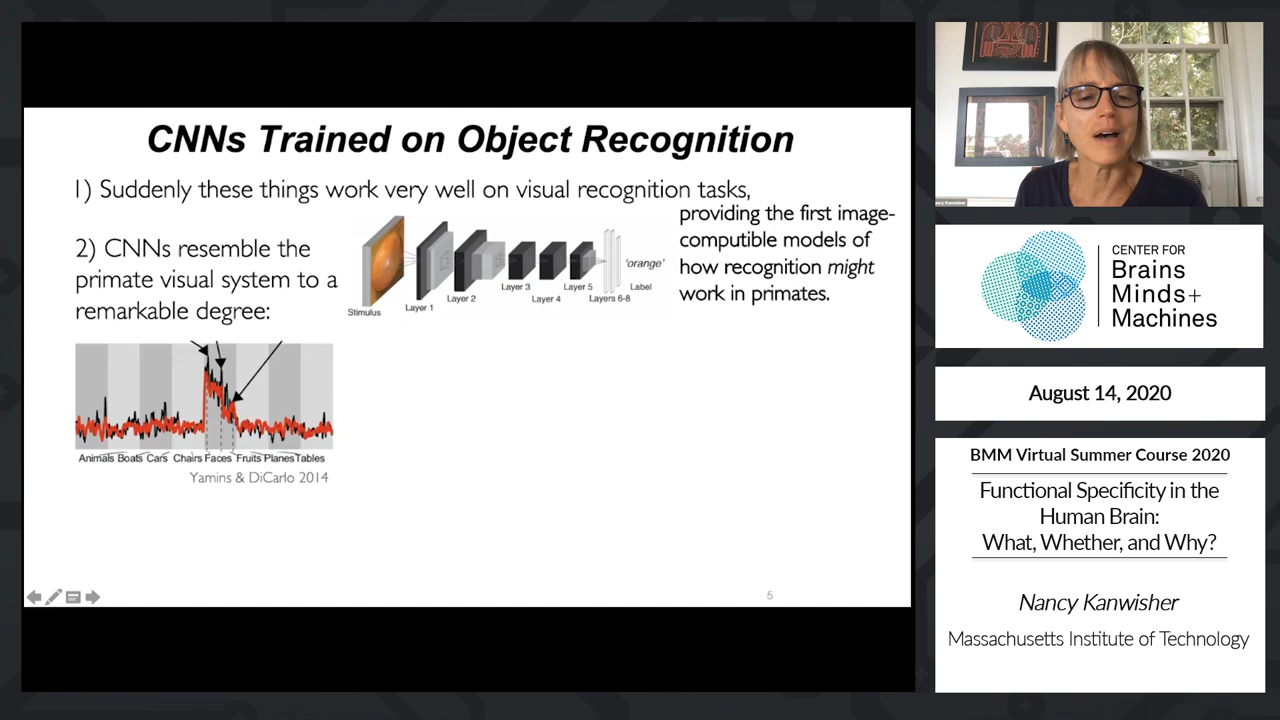 CNNs Trained on Object Recognition
1) Suddenly these things work very well on visual recognition tasks,
providing the first image-
computible models of
how recognition might
work in primates.
2) CNNs resemble the
primate visual system to a
remarkable degree:
Stimulus
Layer 1
Layer 2
Layer 3
Layer 4
Layer 5
Layers 6-8
'orange'
Label
Animals Boats Cars Chairs Faces Fruits Planes Tables
Yamins & DiCarlo 2014
5
Nancy Kanwisher
CENTER FOR
Brains
Minds+
Machines
August 14, 2020
BMM Virtual Summer Course 2020
Functional Specificity in the
Human Brain:
What, Whether, and Why?
Nancy Kanwisher
Massachusetts Institute of Technology